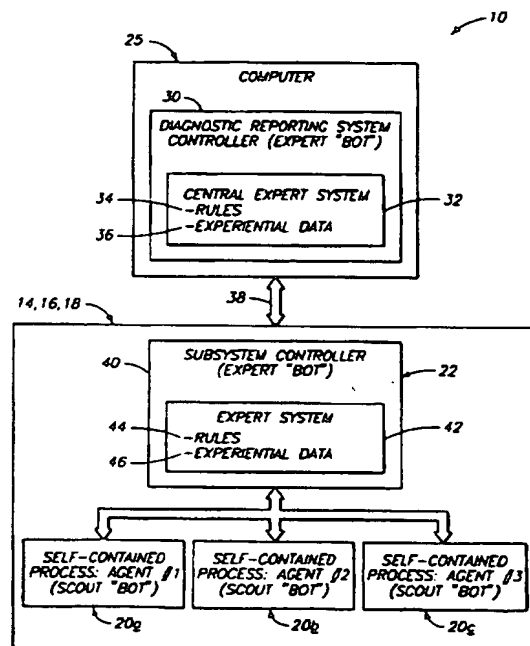 10
25
COMPUTER
30
DIAGNOSTIC REPORTING SYSTEM
CONTROLLER (EXPERT "BOT")
CENTRAL EXPERT SYSTEM
34
-RULES
32
36
-EXPERIENTIAL DATA
38
14, 16, 18
40
SUBSYSTEM CONTROLLER
(EXPERT "BOT")
22
EXPERT SYSTEM
44
-RULES
42
46
-EXPERIENTIAL DATA
SELF-CONTAINED
PROCESS: AGENT #1
(SCOUT "BOT")
SELF-CONTAINED
PROCESS: AGENT #2
(SCOUT "BOT")
SELF-CONTAINED
PROCESS: AGENT #3
(SCOUT "BOT")
20a
20b
20c